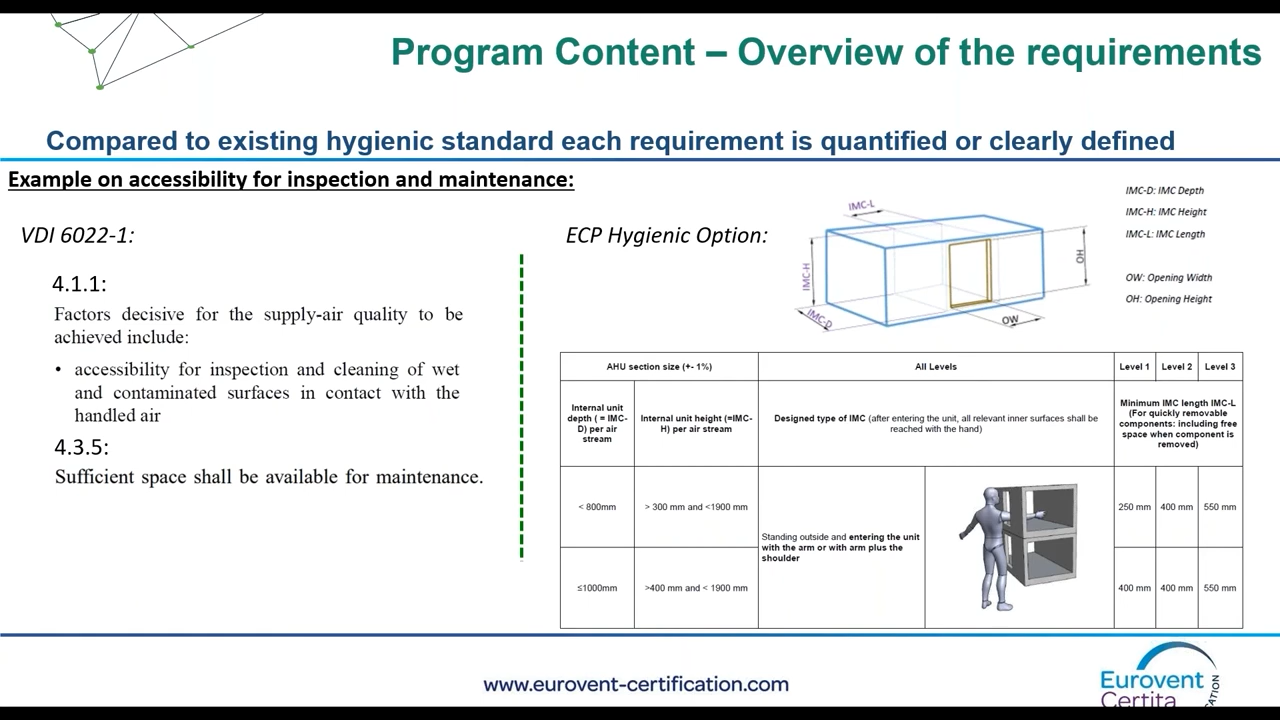 Program Content – Overview of the requirements
Compared to existing hygienic standard each requirement is quantified or clearly defined
Example on accessibility for inspection and maintenance:
VDI 6022-1:
4.1.1:
Factors decisive for the supply-air quality to be
achieved include:
• accessibility for inspection and cleaning of wet
and contaminated surfaces in contact with the
handled air
4.3.5:
Sufficient space shall be available for maintenance.
ECP Hygienic Option:
IMC-L
IMC-H
IMC-D
OW
OH
IMC-D: IMC Depth
IMC-H: IMC Height
IMC-L: IMC Length
OW: Opening Width
OH: Opening Height
AHU section size (+- 1%)
All Levels
Level 1
Level 2
Level 3
Internal unit
depth ( = IMC-
D) per air
stream
Internal unit height (=IMC-
H) per air stream
Designed type of IMC (after entering the unit, all relevant inner surfaces shall be
reached with the hand)
Minimum IMC length IMC-L
(For quickly removable
components: including free
space when component is
removed)
< 800mm
> 300 mm and <1900 mm
Standing outside and entering the unit
with the arm or with arm plus the
shoulder
250 mm
400 mm
550 mm
≤1000mm
>400 mm and < 1900 mm
400 mm
400 mm
550 mm
www.eurovent-certification.com
Eurovent
Certita